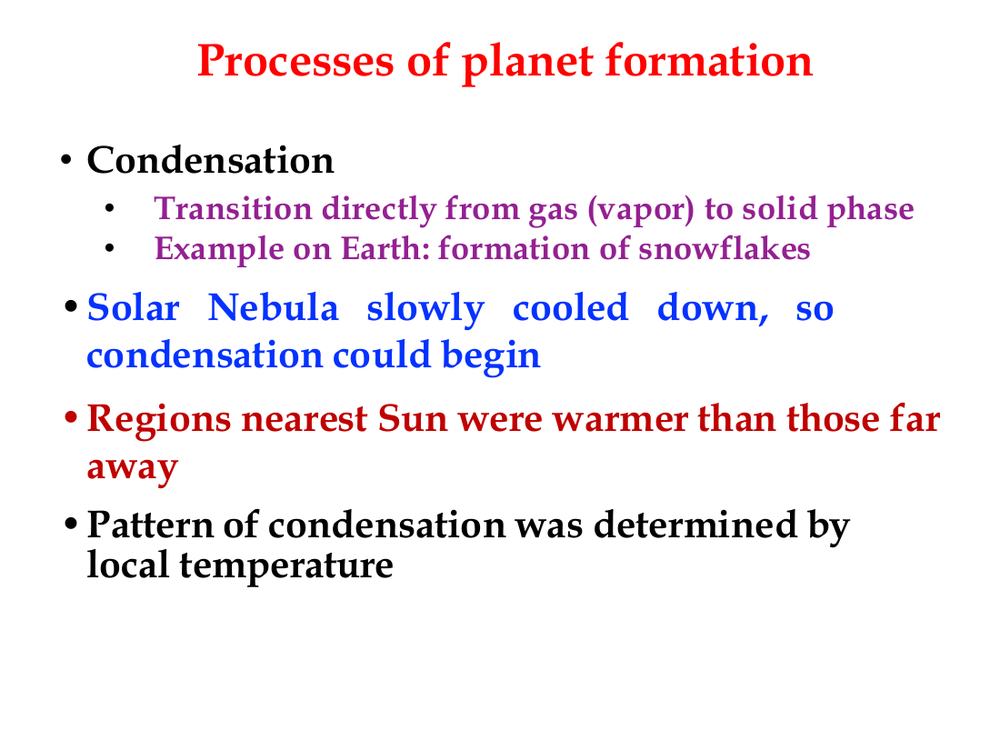 Processes of planet formation
• Condensation
• Transition directly from gas (vapor) to solid phase
• Example on Earth: formation of snowflakes
• Solar Nebula slowly cooled down, so
condensation could begin
• Regions nearest Sun were warmer than those far
away
• Pattern of condensation was determined by
local temperature